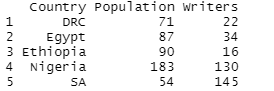 Country Population Writers
1 DRC 71 22
2 Egypt 87 34
3 Ethiopia 90 16
4 Nigeria 183 130
5 SA 54 145